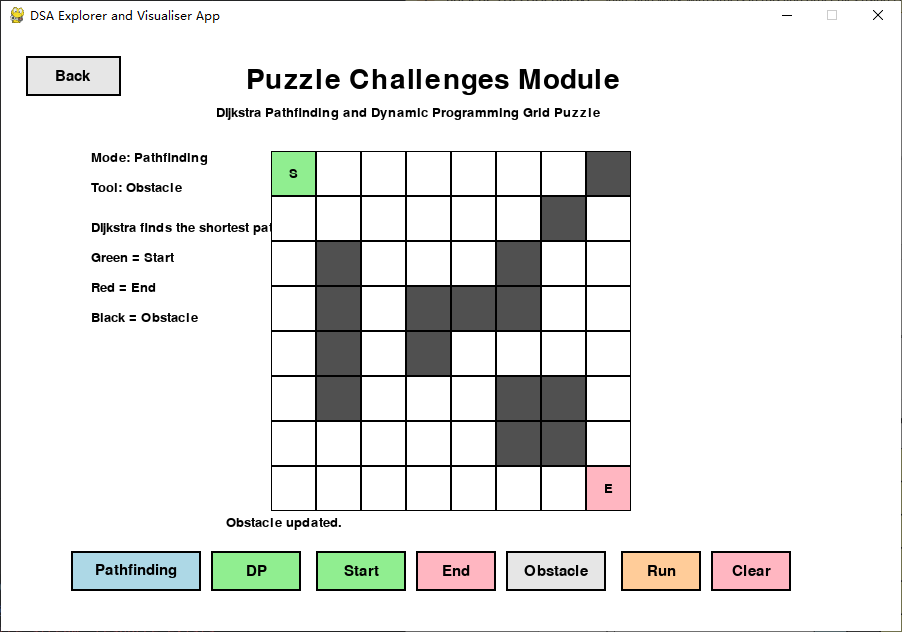 DSA Explorer and Visualiser App
Back
Puzzle Challenges Module
Dijkstra Pathfinding and Dynamic Programming Grid Puzzle
Mode: Pathfinding
Tool: Obstacle
Dijkstra finds the shortest pat
Green = Start
Red = End
Black = Obstacle
S
E
Obstacle updated.
Pathfinding DP Start End Obstacle Run Clear